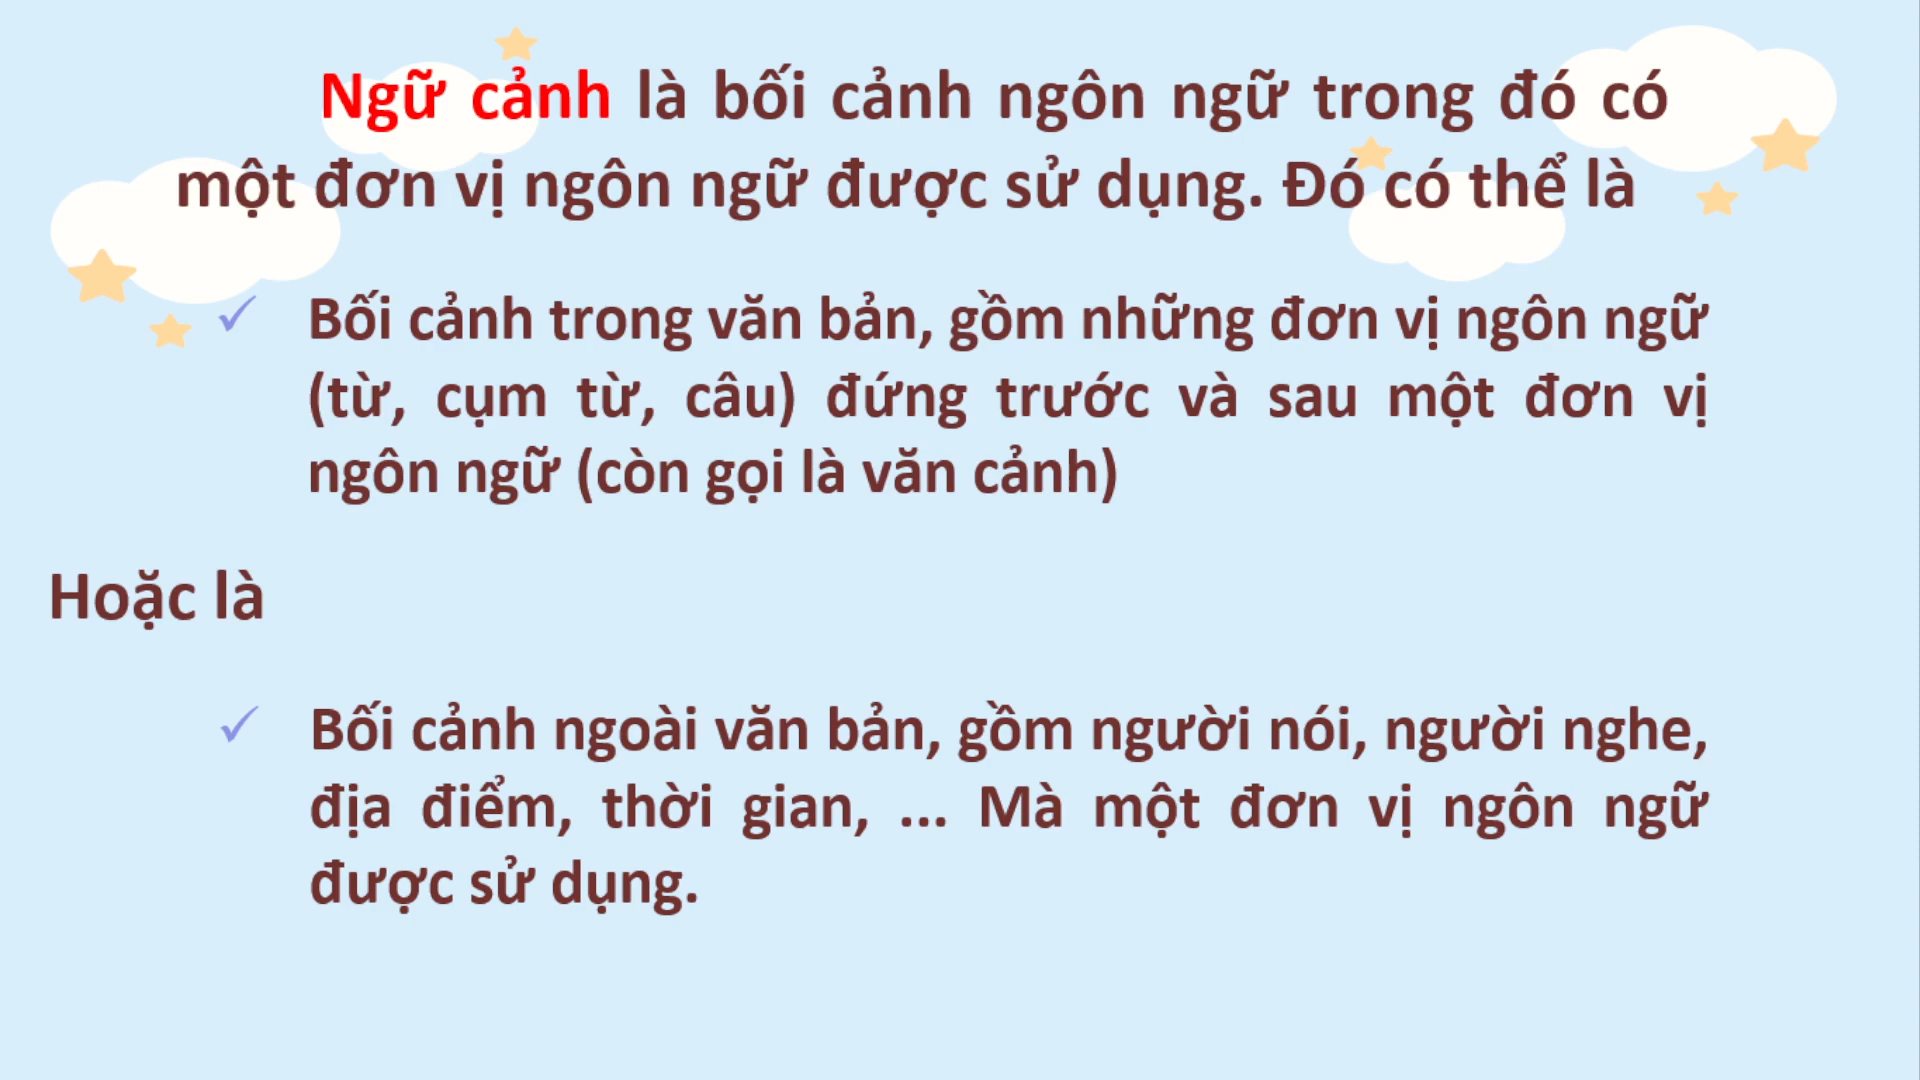 Ngữ cảnh là bối cảnh ngôn ngữ trong đó có
một đơn vị ngôn ngữ được sử dụng. Đó có thể là
✓ Bối cảnh trong văn bản, gồm những đơn vị ngôn ngữ
(từ, cụm từ, câu) đứng trước và sau một đơn vị
ngôn ngữ (còn gọi là văn cảnh)
Hoặc là
✓ Bối cảnh ngoài văn bản, gồm người nói, người nghe,
địa điểm, thời gian, ... Mà một đơn vị ngôn ngữ
được sử dụng.